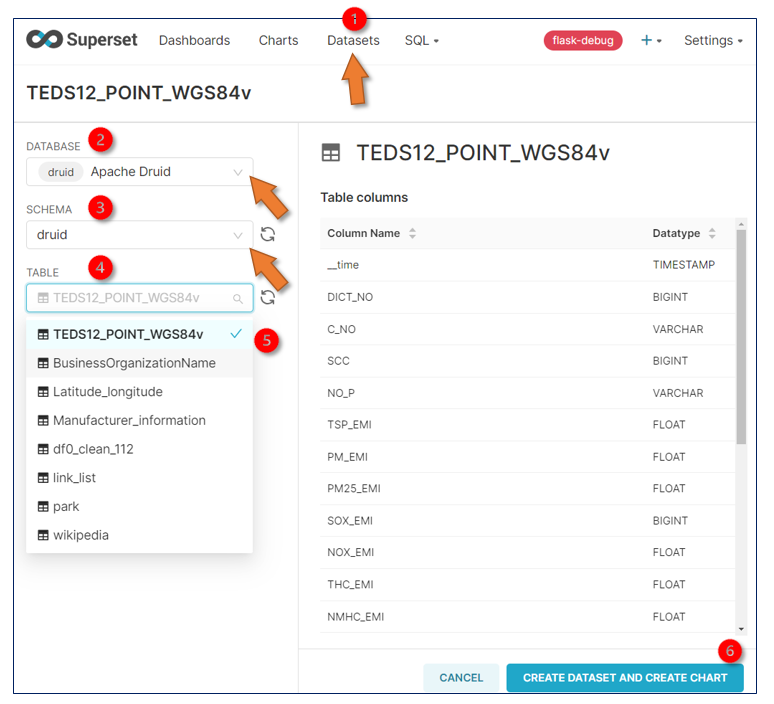 1
Superset Dashboards Charts Datasets SQL flask-debug + Settings
TEDS12_POINT_WGS84v
DATABASE 2
druid Apache Druid
SCHEMA 3
druid
TABLE 4
TEDS12_POINT_WGS84v
TEDS12_POINT_WGS84v 5
BusinessOrganizationName
Latitude_longitude
Manufacturer_information
df0_clean_112
link_list
park
wikipedia
TEDS12_POINT_WGS84v
Table columns
Column Name Datatype
__time TIMESTAMP
DICT_NO BIGINT
C_NO VARCHAR
SCC BIGINT
NO_P VARCHAR
TSP_EMI FLOAT
PM_EMI FLOAT
PM25_EMI FLOAT
SOX_EMI BIGINT
NOX_EMI FLOAT
THC_EMI FLOAT
NMHC_EMI FLOAT
6
CANCEL CREATE DATASET AND CREATE CHART